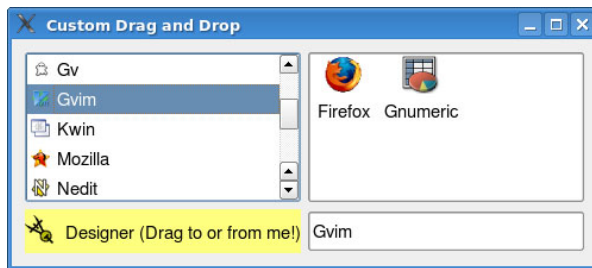 Custom Drag and Drop
Gv
Gvim
Kwin
Mozilla
Nedit
Firefox Gnumeric
Designer (Drag to or from me!)
Gvim